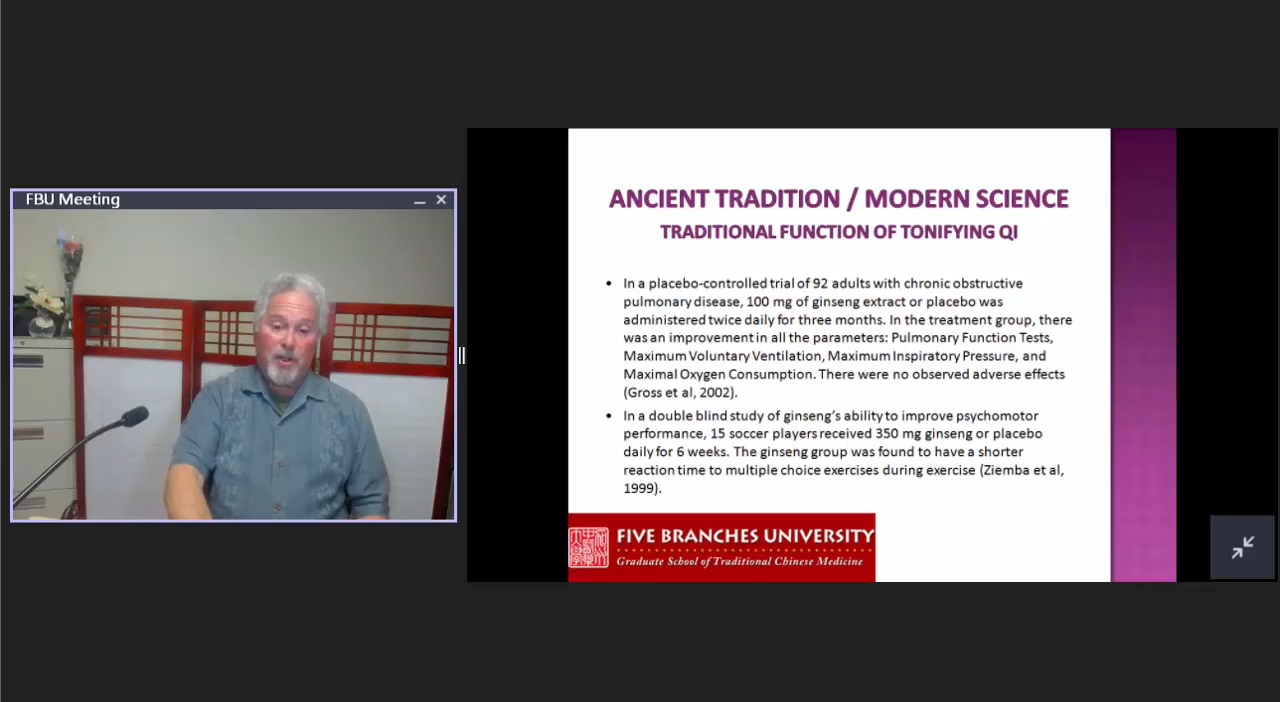 FBU Meeting
ANCIENT TRADITION / MODERN SCIENCE
TRADITIONAL FUNCTION OF TONIFYING QI
• In a placebo-controlled trial of 92 adults with chronic obstructive
pulmonary disease, 100 mg of ginseng extract or placebo was
administered twice daily for three months. In the treatment group, there
was an improvement in all the parameters: Pulmonary Function Tests,
Maximum Voluntary Ventilation, Maximum Inspiratory Pressure, and
Maximal Oxygen Consumption. There were no observed adverse effects
(Gross et al, 2002).
• In a double blind study of ginseng’s ability to improve psychomotor
performance, 15 soccer players received 350 mg ginseng or placebo
daily for 6 weeks. The ginseng group was found to have a shorter
reaction time to multiple choice exercises during exercise (Ziemba et al,
1999).
FIVE BRANCHES UNIVERSITY
Graduate School of Traditional Chinese Medicine